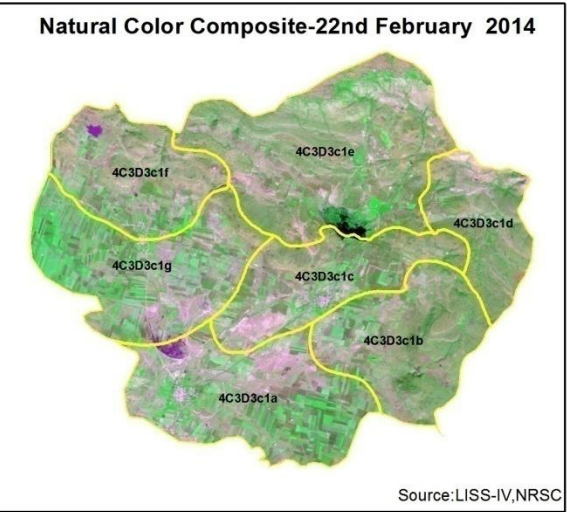 Natural Color Composite-22nd February 2014
4C3D3c1e
4C3D3c1f
4C3D3c1d
4C3D3c1g
4C3D3c1c
4C3D3c1b
4C3D3c1a
Source:LISS-IV,NRSC